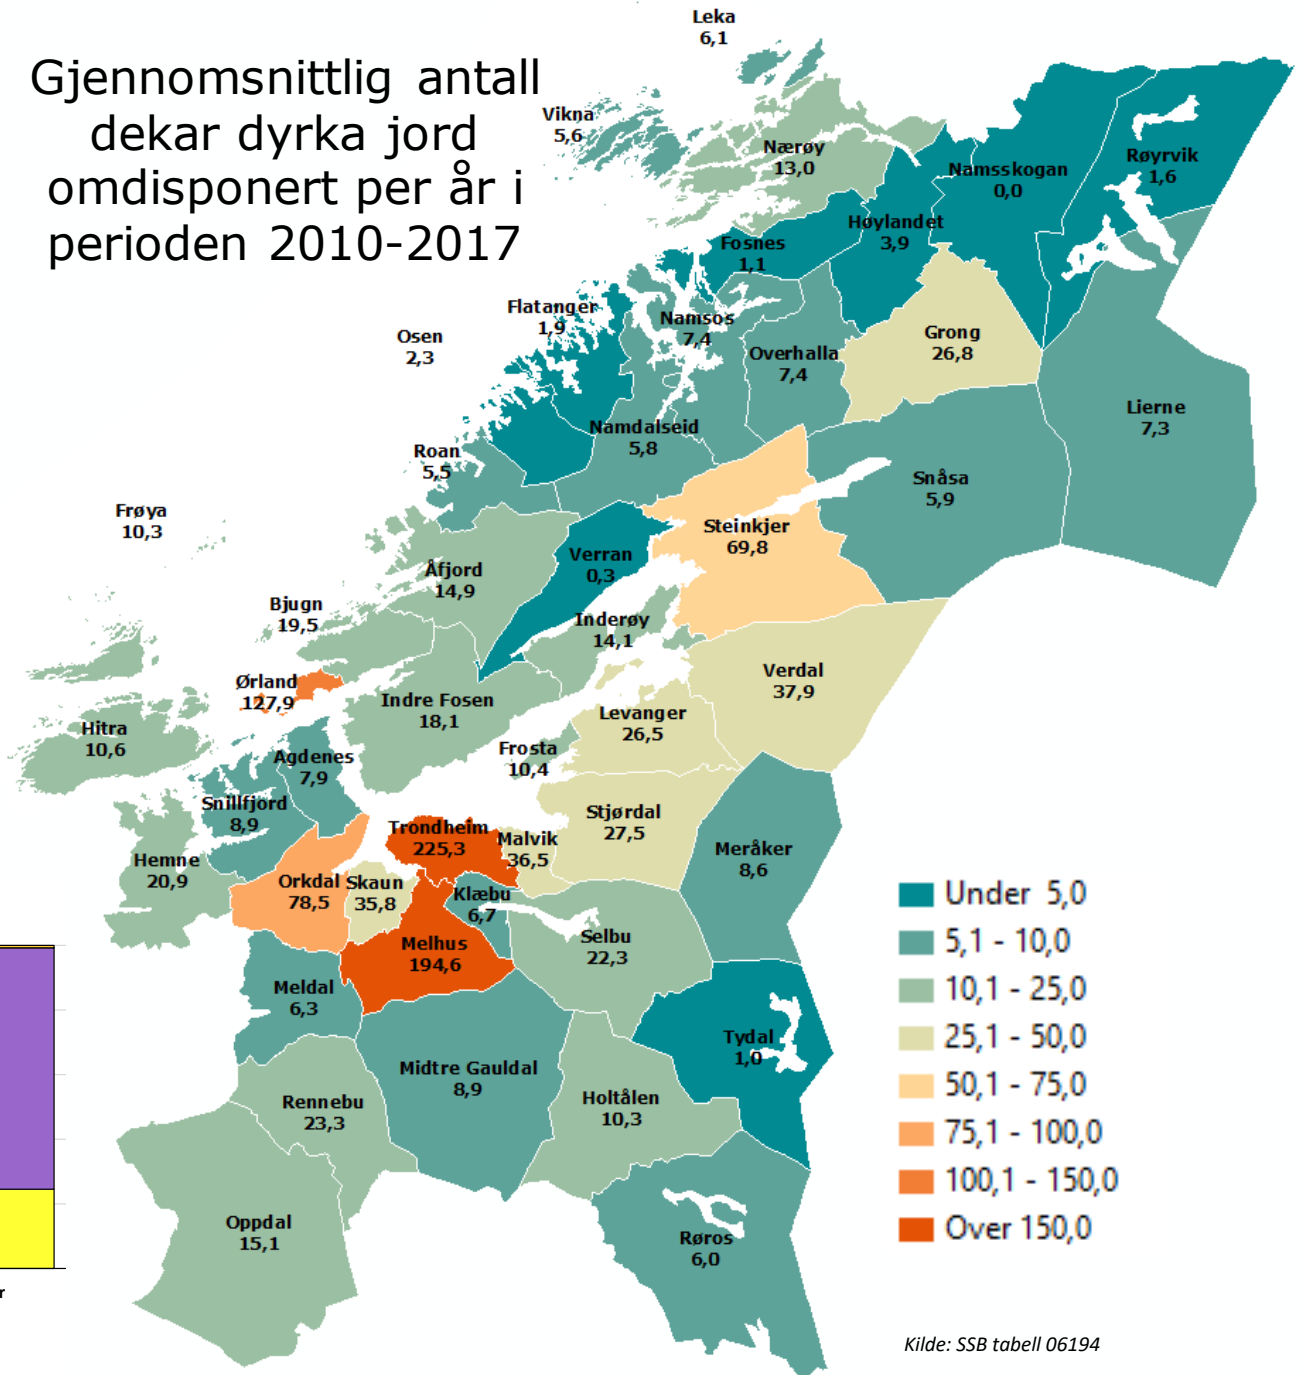 Gjennomsnittlig antall
dekar dyrka jord
omdisponert per år i
perioden 2010-2017
Leka
6,1
Vikna
5,6
Nærøy
13,0
Namsskogan
0,0
Røyrvik
1,6
Høylandet
3,9
Fosnes
1,1
Flatanger
1,9
Osen
2,3
Namsos
7,4
Overhalla
7,4
Grong
26,8
Lierne
7,3
Namdalseid
5,8
Roan
5,5
Snåsa
5,9
Frøya
10,3
Steinkjer
69,8
Verran
0,3
Åfjord
14,9
Bjugn
19,5
Inderøy
14,1
Verdal
37,9
Ørland
127,9
Indre Fosen
18,1
Levanger
26,5
Hitra
10,6
Frosta
10,4
Agdenes
7,9
Snillfjord
8,9
Stjørdal
27,5
Trondheim
225,3
Malvik
36,5
Meråker
8,6
Hemne
20,9
Orkdal
78,5
Skaun
35,8
Klæbu
6,7
Selbu
22,3
Melhus
194,6
Meldal
6,3
Tydal
1,0
Midtre Gauldal
8,9
Holtålen
10,3
Rennebu
23,3
Oppdal
15,1
Røros
6,0
Under 5,0
5,1 - 10,0
10,1 - 25,0
25,1 - 50,0
50,1 - 75,0
75,1 - 100,0
100,1 - 150,0
Over 150,0
r
Kilde: SSB tabell 06194